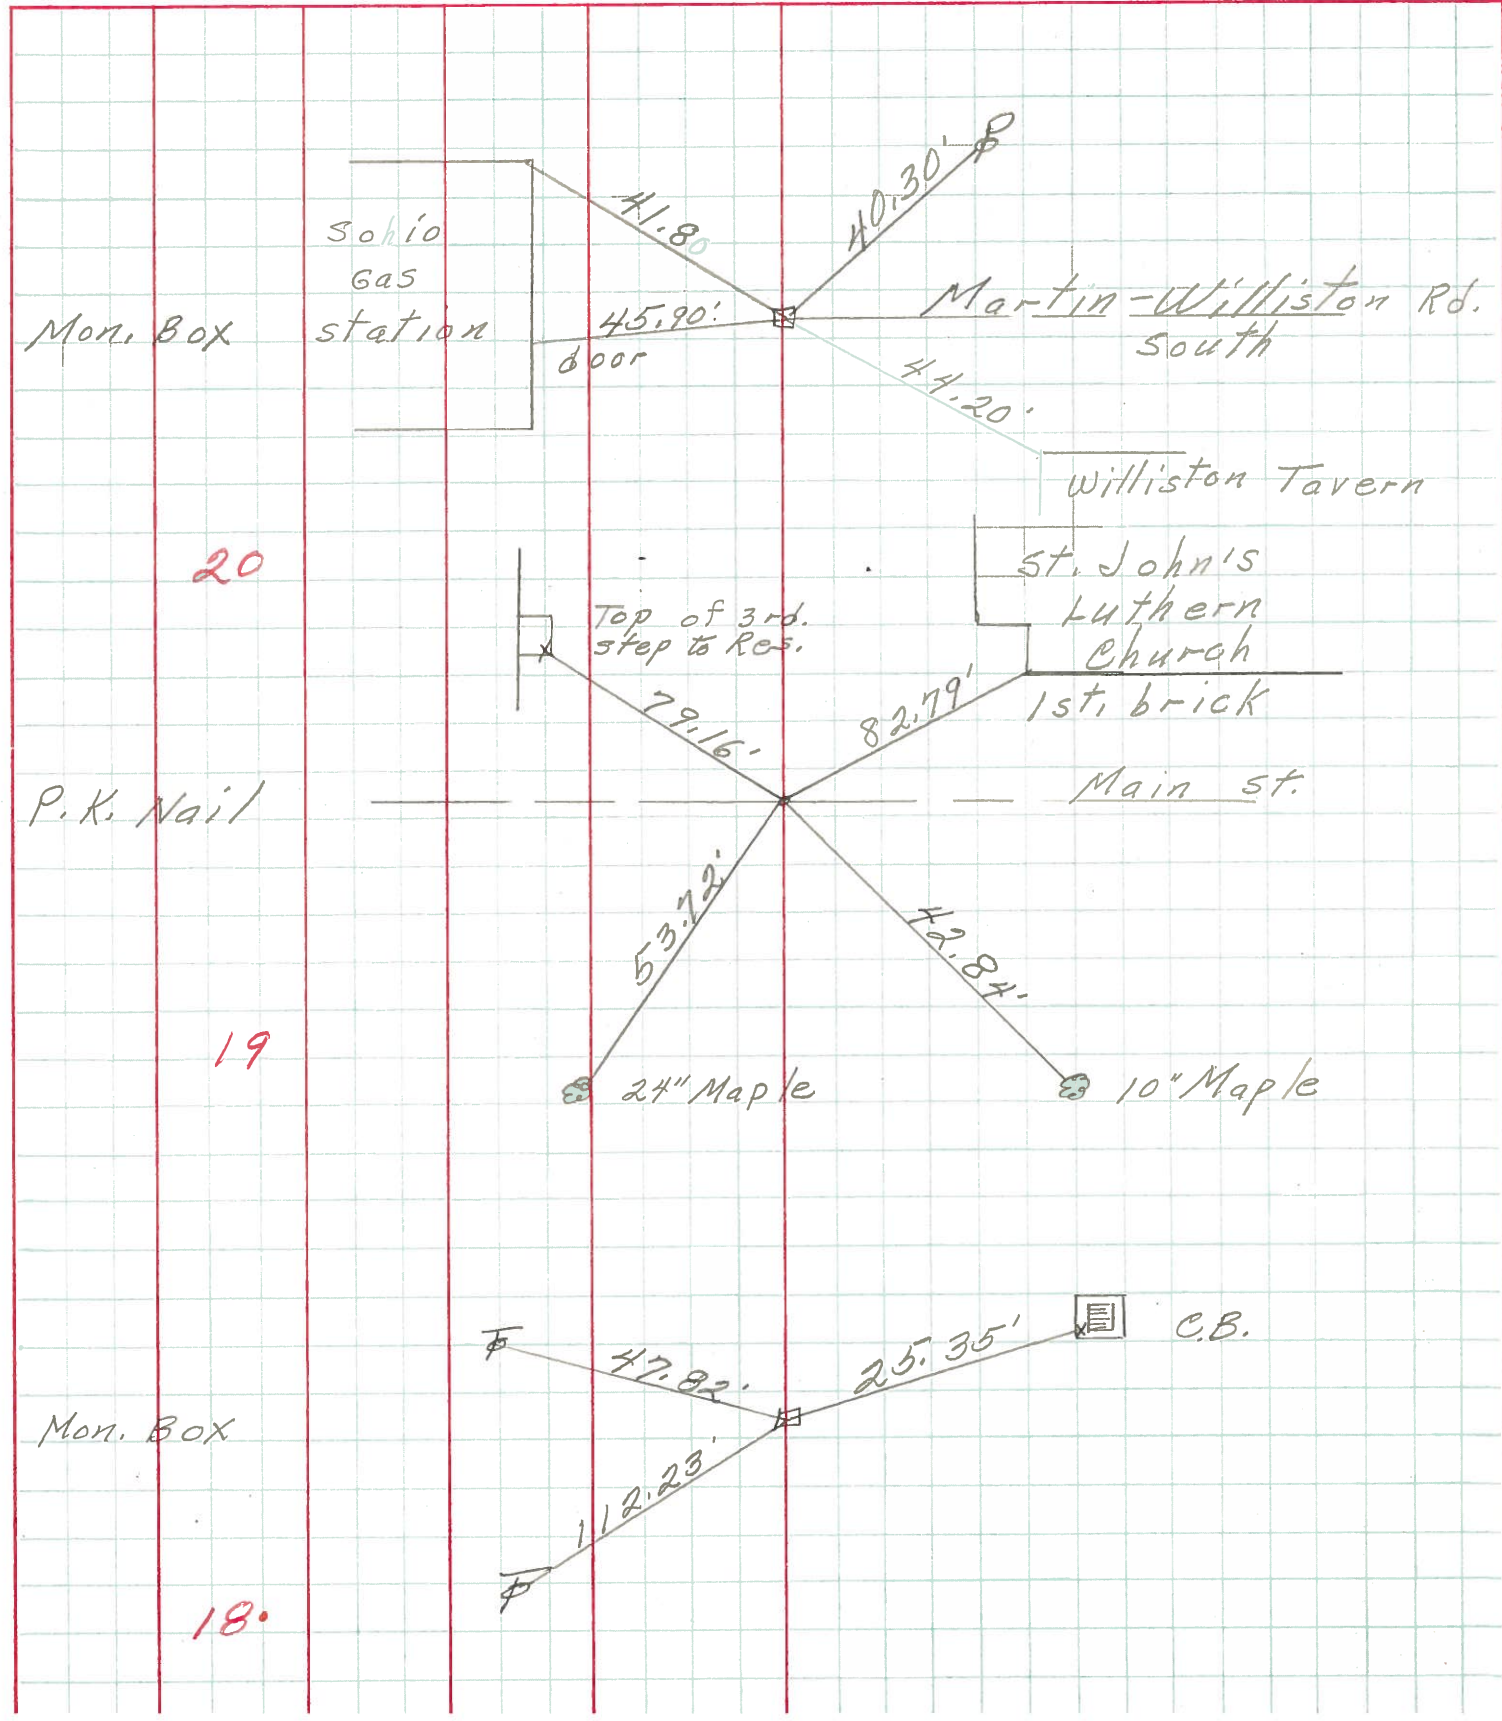 40.30'
41.80
Sohio
Gas
station
Mon. Box
45.90'
door
Martin-Williston Rd.
South
44.20'
Williston Tavern
20
Top of 3rd.
step to Res.
St. John's
Luthern
Church
1st. brick
79.16'
82.79'
P.K. Nail
Main St.
53.72'
42.84'
19
24" Maple
10" Maple
C.B.
47.82'
25.35'
Mon. Box
112.23'
18.